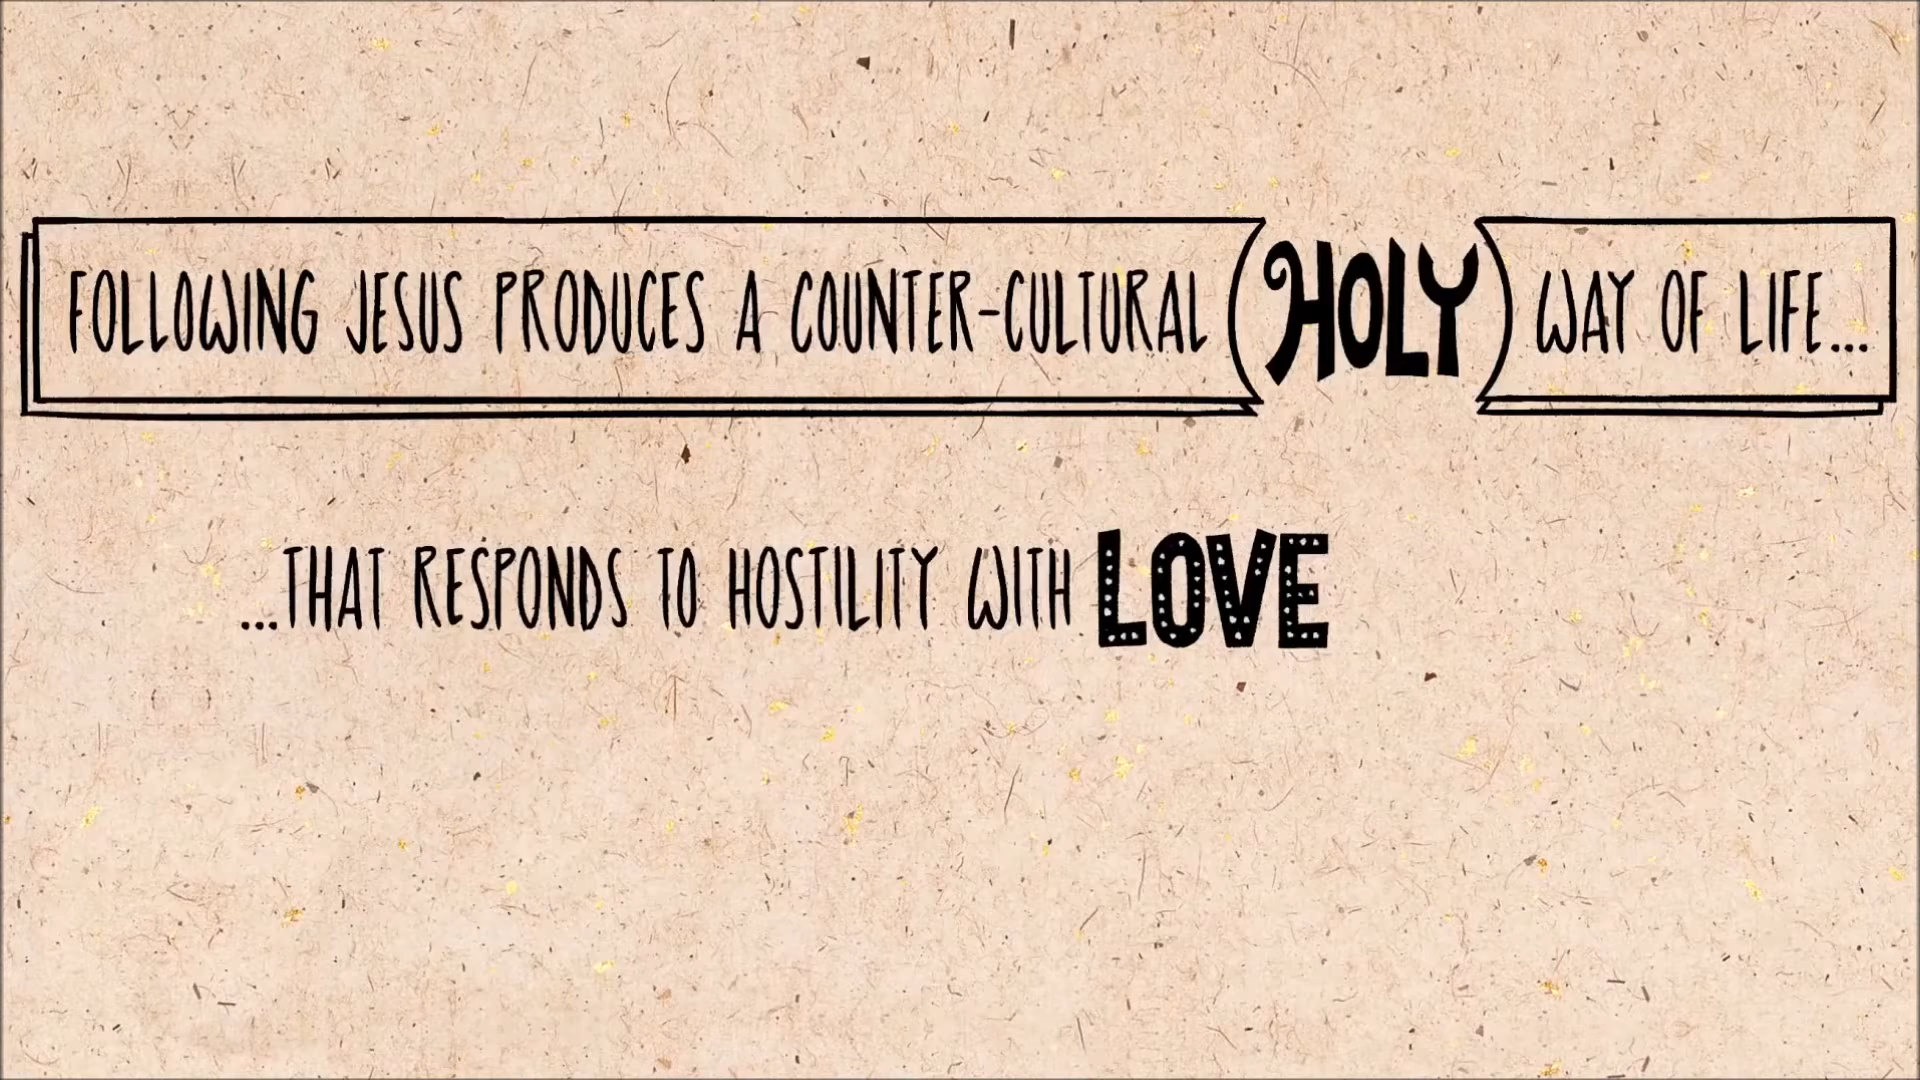 FOLLOWING JESUS PRODUCES A COUNTER-CULTURAL (HOLY) WAY OF LIFE...
...THAT RESPONDS TO HOSTILITY WITH LOVE